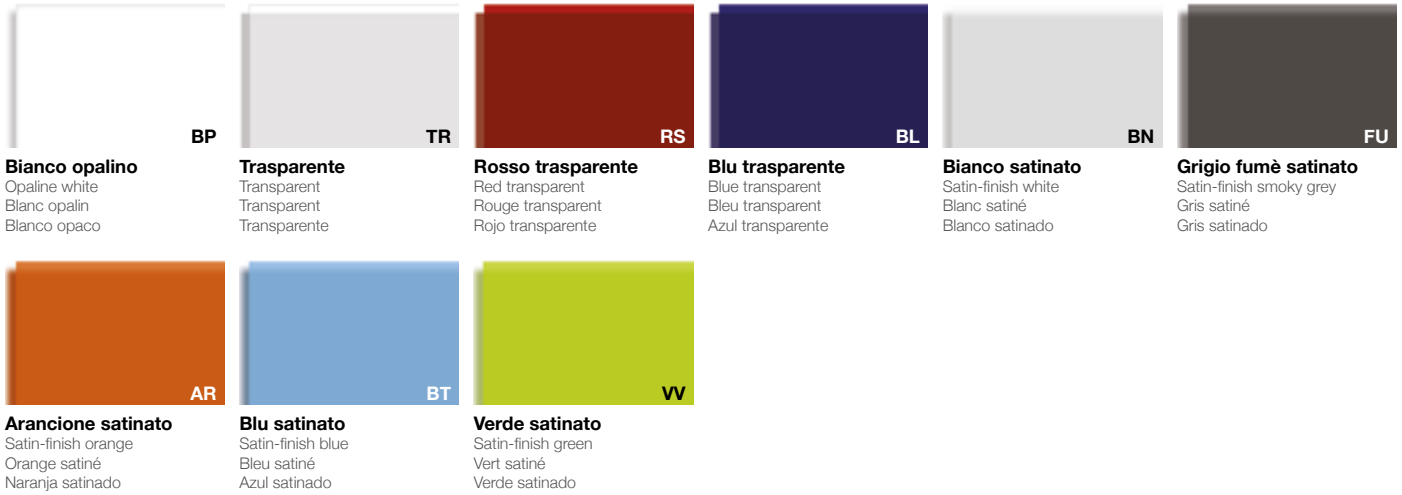 BP
Bianco opalino
Opaline white
Blanc opalin
Blanco opaco
TR
Trasparente
Transparent
Transparent
Transparente
RS
Rosso trasparente
Red transparent
Rouge transparent
Rojo transparente
BL
Blu trasparente
Blue transparent
Bleu transparent
Azul transparente
BN
Bianco satinato
Satin-finish white
Blanc satiné
Blanco satinado
FU
Grigio fumè satinato
Satin-finish smoky grey
Gris satiné
Gris satinado
AR
Arancione satinato
Satin-finish orange
Orange satiné
Naranja satinado
BT
Blu satinato
Satin-finish blue
Bleu satiné
Azul satinado
VV
Verde satinato
Satin-finish green
Vert satiné
Verde satinado